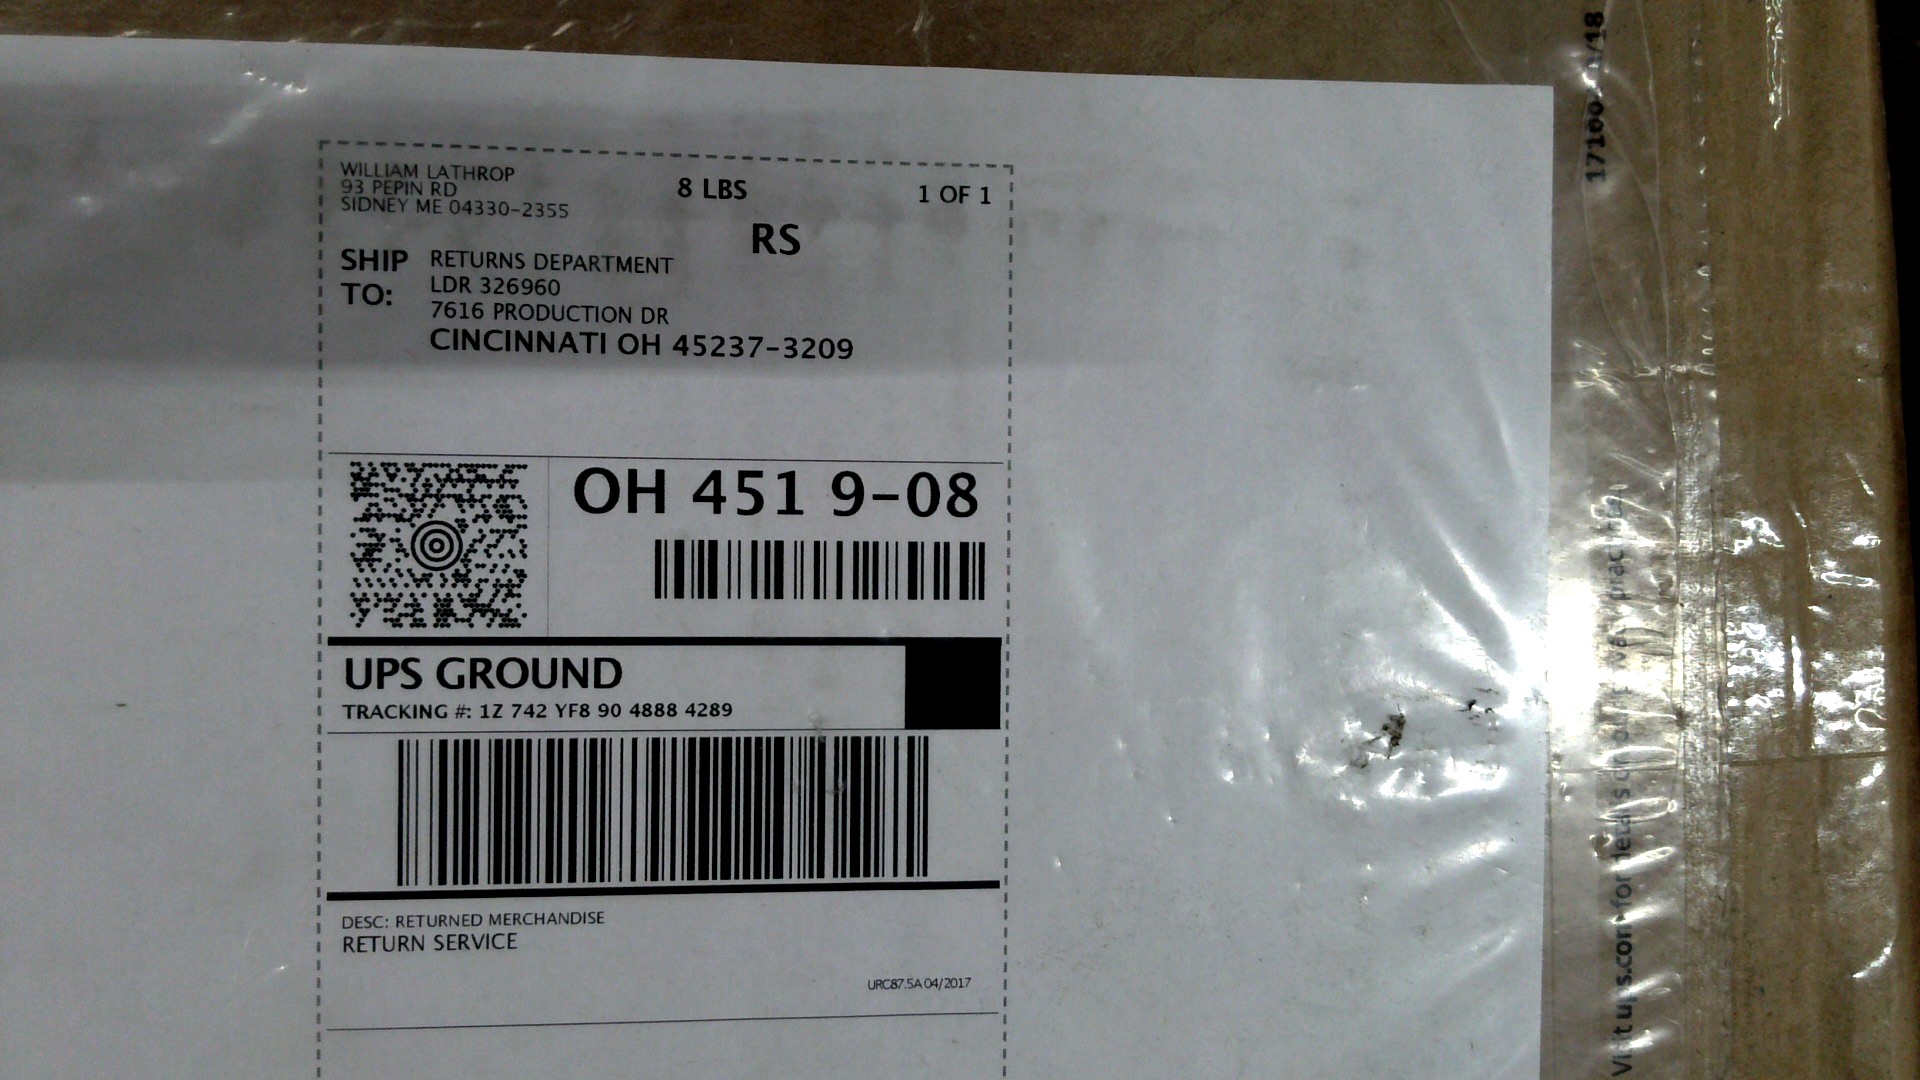 WILLIAM LATHROP
93 PEPIN RD
SIDNEY ME 04330-2355
8 LBS
1 OF 1
RS
SHIP TO:
RETURNS DEPARTMENT
LDR 326960
7616 PRODUCTION DR
CINCINNATI OH 45237-3209
OH 451 9-08
UPS GROUND
TRACKING #: 1Z 742 YF8 90 4888 4289
DESC: RETURNED MERCHANDISE
RETURN SERVICE
URC87.5A 04/2017